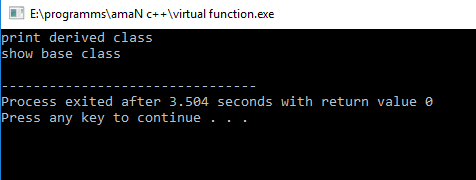 E:\programms\amaN c++\virtual function.exe
print derived class
show base class
--------------------------------
Process exited after 3.504 seconds with return value 0
Press any key to continue . . .